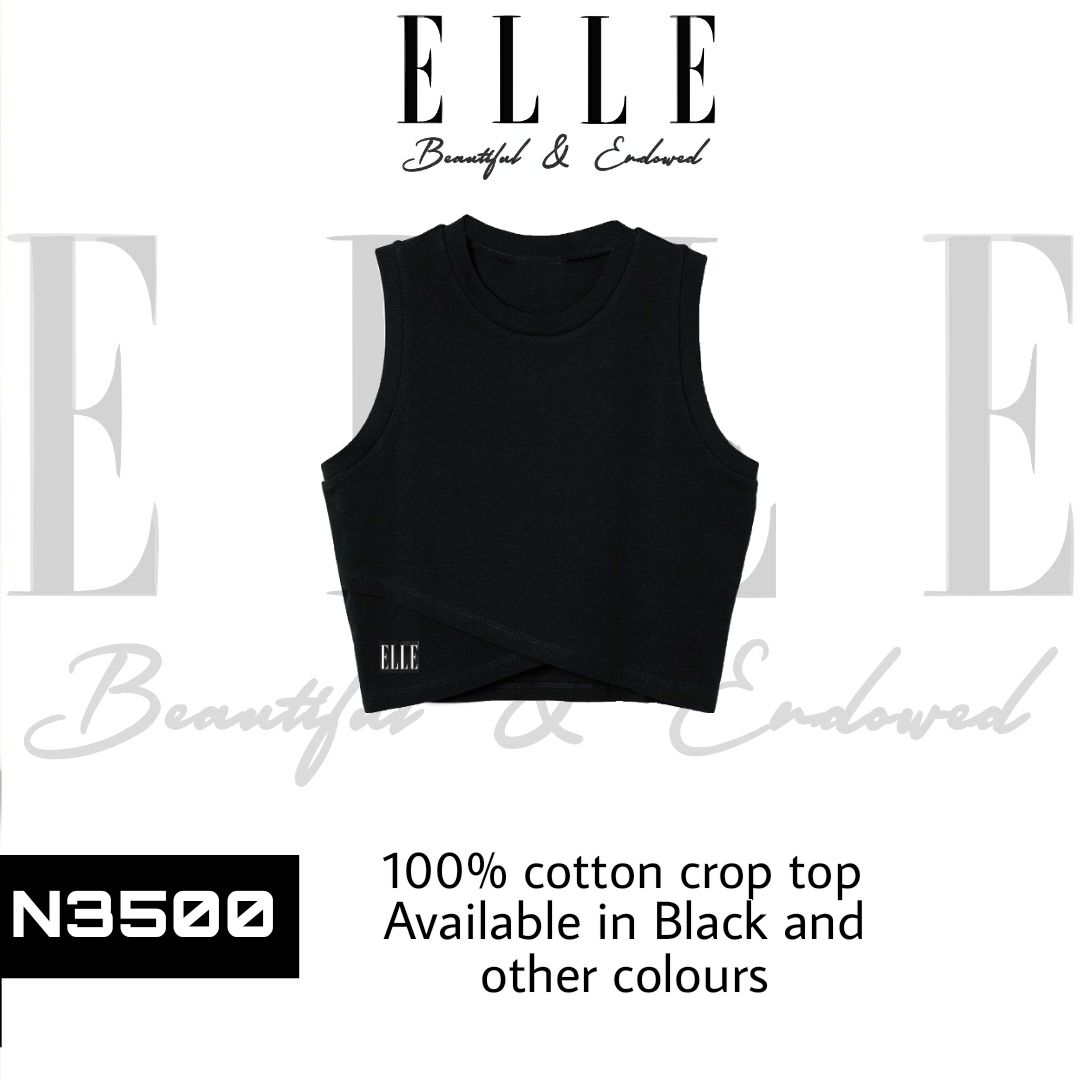 ELLE
Beautiful & Endowed
ELLE
Beautiful & Endowed
ELLE
N3500
100% cotton crop top
Available in Black and
other colours